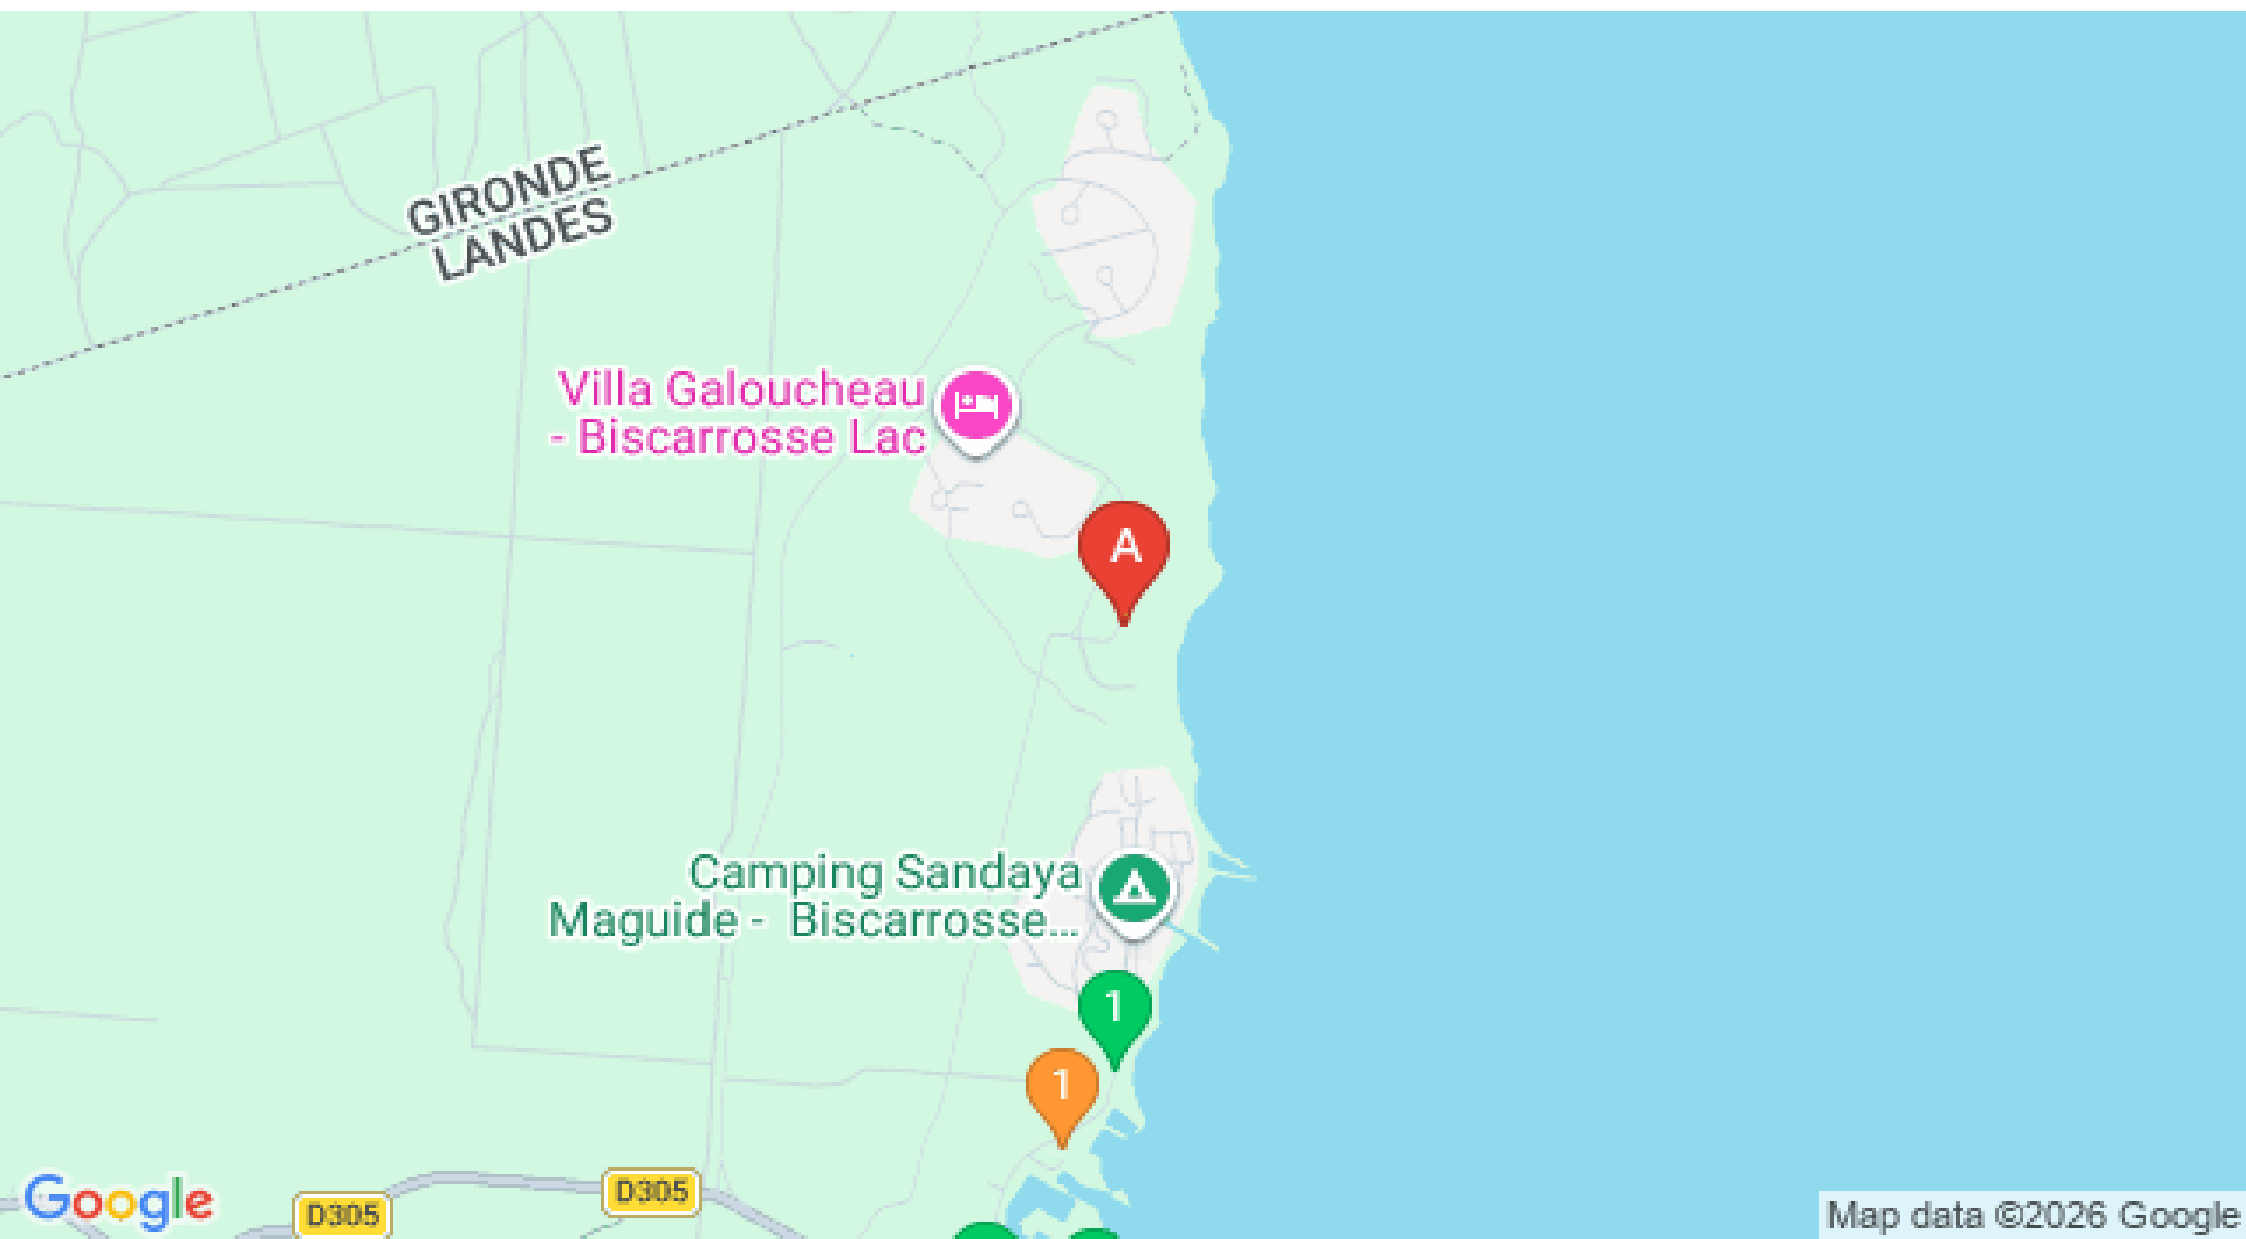 GIRONDE
LANDES
Villa Galoucheau
- Biscarrosse Lac
A
Camping Sandaya
Maguide - Biscarrosse...
1
1
D305
D305
Google
Map data ©2026 Google